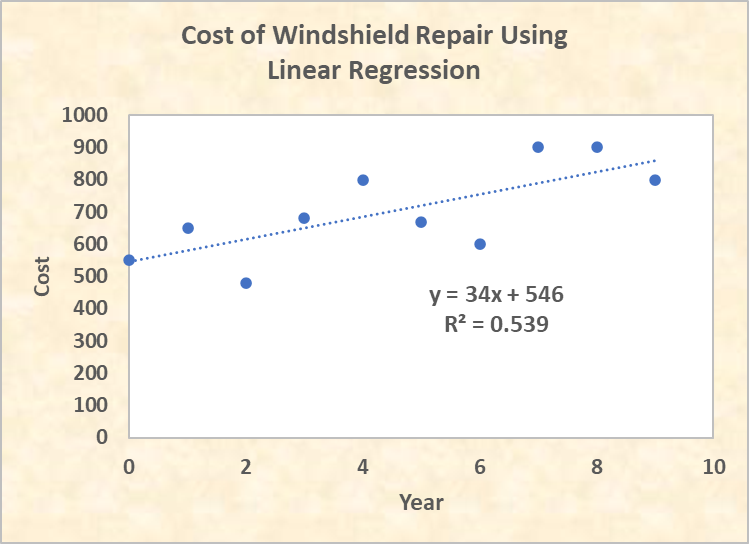 Cost of Windshield Repair Using
Linear Regression
1000
900
800
700
600
500
400
300
200
100
0
Cost
y = 34x + 546
R² = 0.539
0 2 4 6 8 10
Year